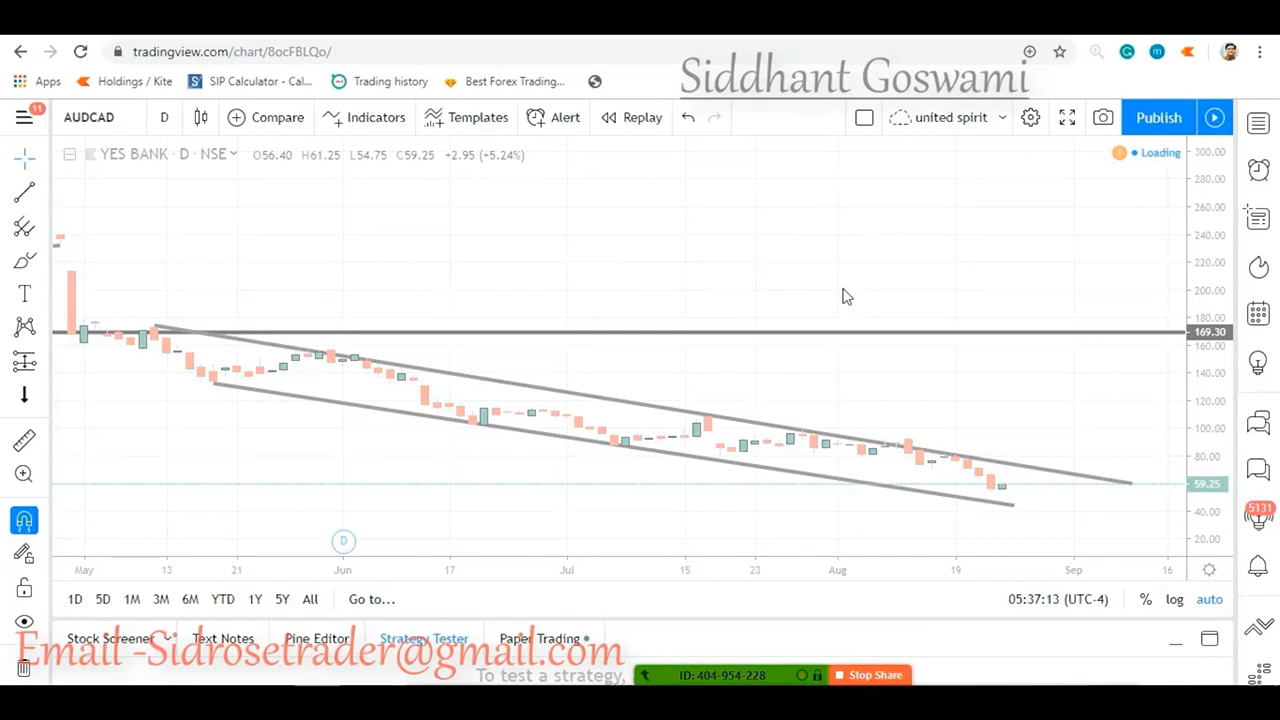 tradingview.com/chart/8ocFBLQo/
Siddhant Goswami
Apps Holdings / Kite SIP Calculator - Cal... Trading history Best Forex Trading...
11
AUDCAD D Compare Indicators Templates Alert Replay united spirit Publish
YES BANK · D · NSE O56.40 H61.25 L54.75 C59.25 +2.95 (+5.24%) Loading
300.00
280.00
260.00
240.00
220.00
200.00
180.00
169.30
160.00
140.00
120.00
100.00
80.00
59.25
40.00
20.00
5131
D
May 13 21 Jun 17 Jul 15 23 Aug 19 Sep 16
1D 5D 1M 3M 6M YTD 1Y 5Y All Go to... 05:37:13 (UTC-4) % log auto
Stock Screener Text Notes Pine Editor Strategy Tester Paper Trading
Email -Sidrosetrader@gmail.com
To test a strategy,
ID: 404-954-228 Stop Share